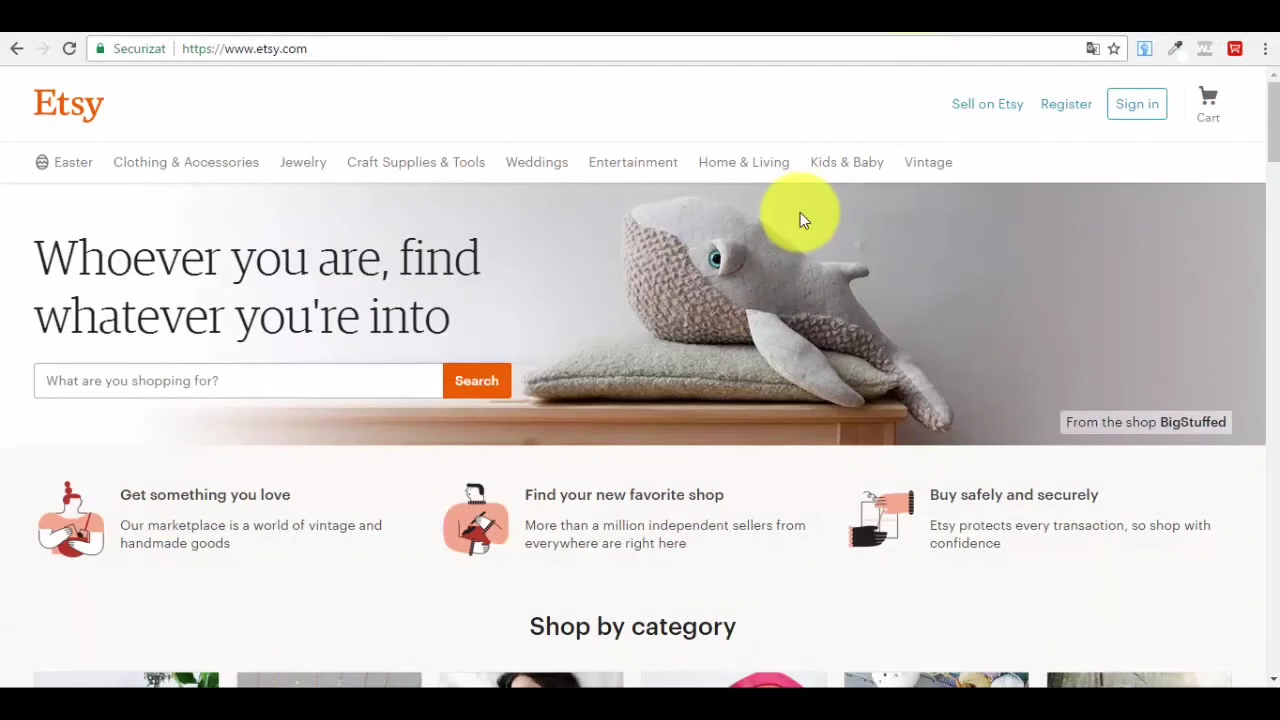 Securizat https://www.etsy.com
Etsy
Sell on Etsy Register Sign in
Cart
Easter Clothing & Accessories Jewelry Craft Supplies & Tools Weddings Entertainment Home & Living Kids & Baby Vintage
Whoever you are, find
whatever you're into
What are you shopping for? Search
From the shop BigStuffed
Get something you love
Our marketplace is a world of vintage and
handmade goods
Find your new favorite shop
More than a million independent sellers from
everywhere are right here
Buy safely and securely
Etsy protects every transaction, so shop with
confidence
Shop by category